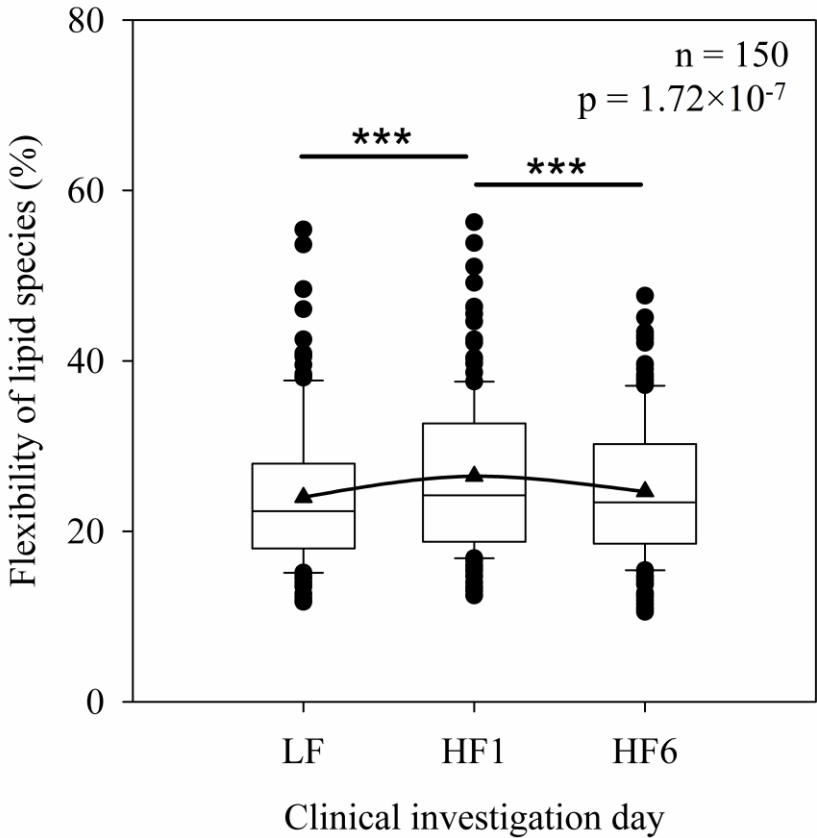 n = 150
p = 1.72×10⁻⁷
***
***
Flexibility of lipid species (%)
80
60
40
20
0
LF HF1 HF6
Clinical investigation day